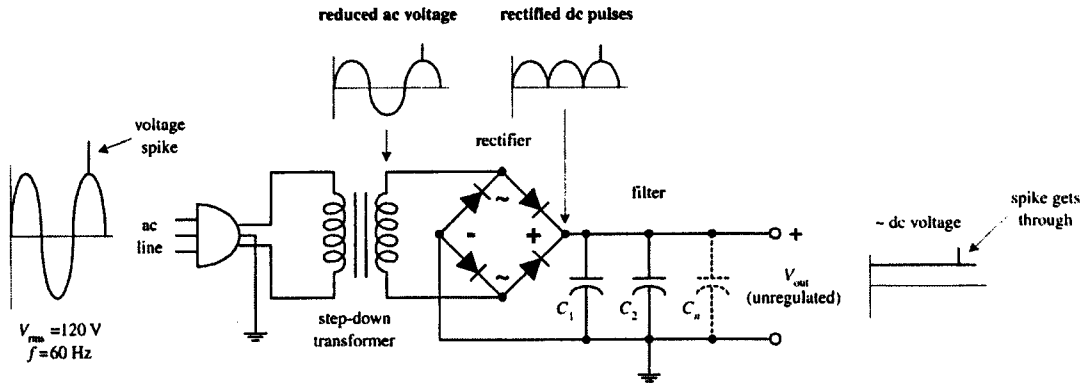 reduced ac voltage
rectified dc pulses
voltage
spike
rectifier
filter
ac
line
~
-
+
~
+
~ dc voltage
spike gets
through
C1
C2
Cn
Vout
(unregulated)
Vrms =120 V
f=60 Hz
step-down
transformer